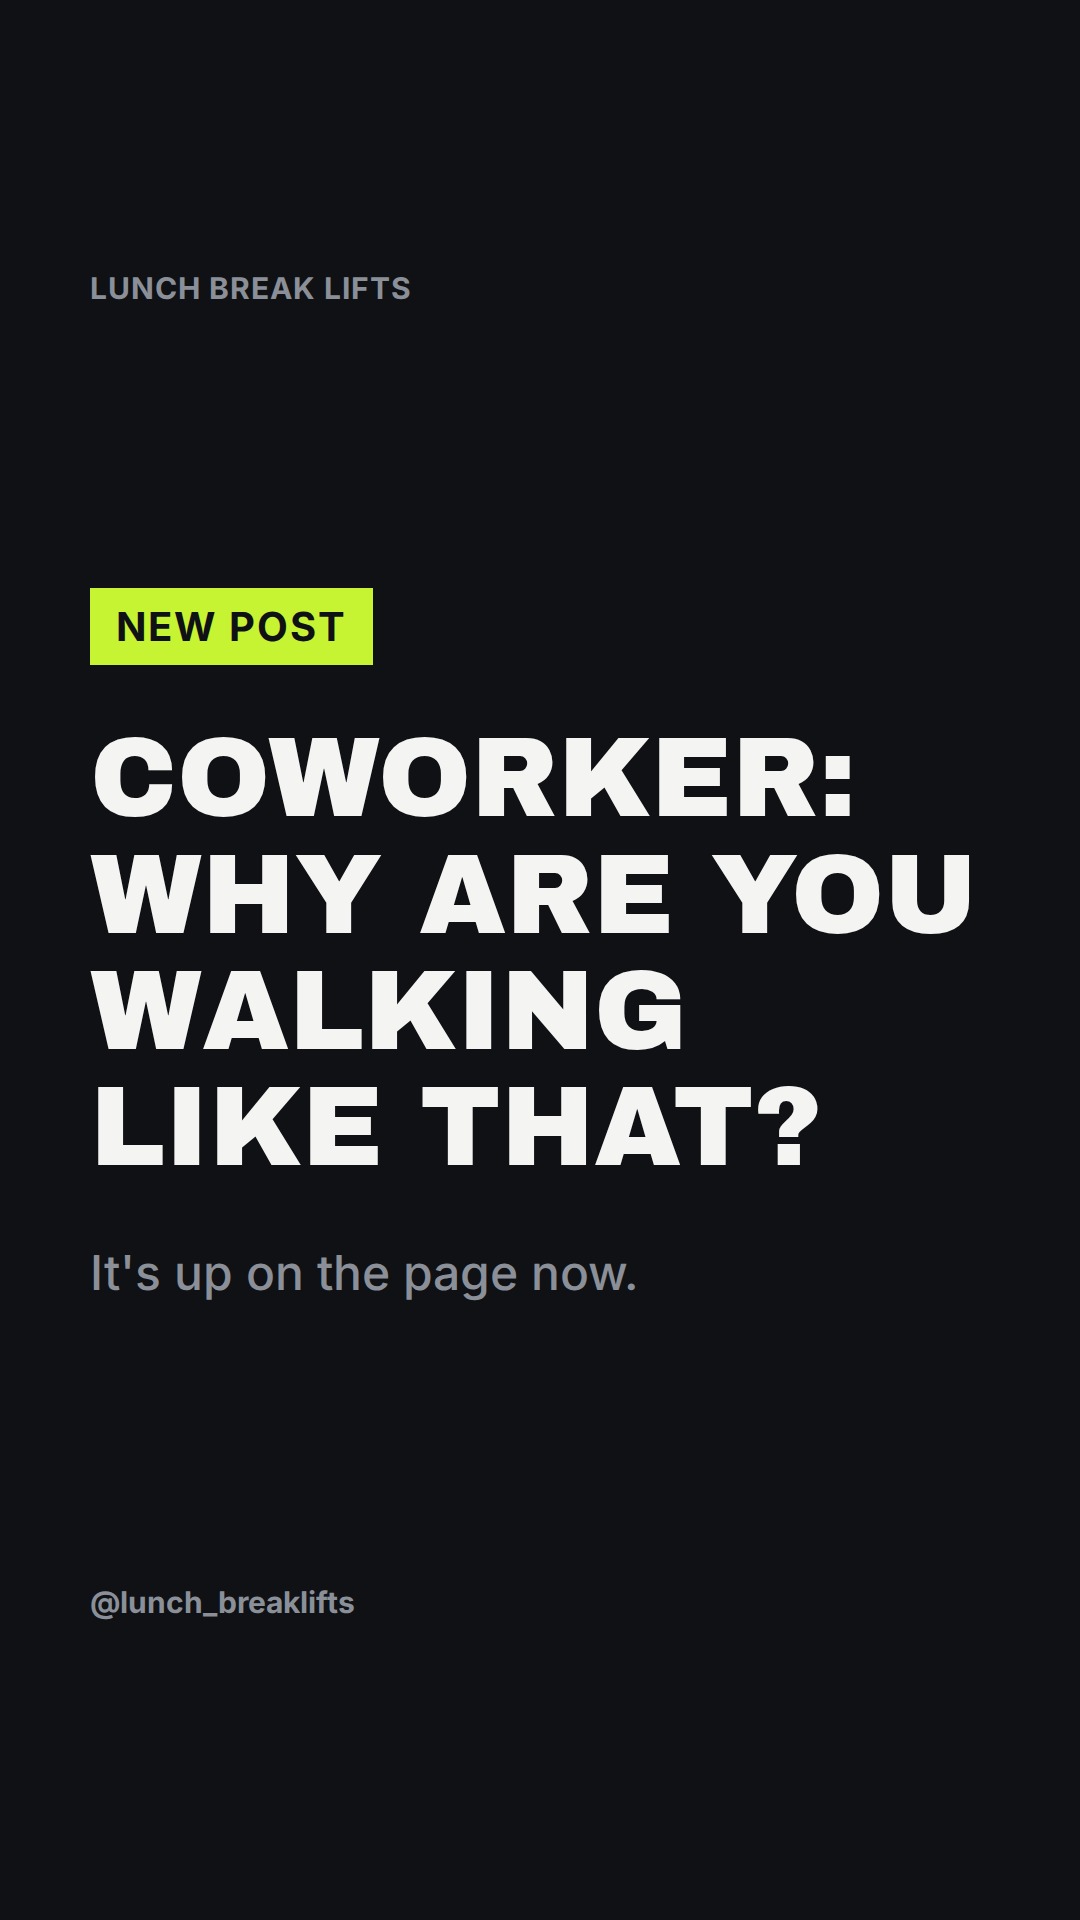 LUNCH BREAK LIFTS
NEW POST
COWORKER:
WHY ARE YOU
WALKING
LIKE THAT?
It's up on the page now.
@lunch_breaklifts